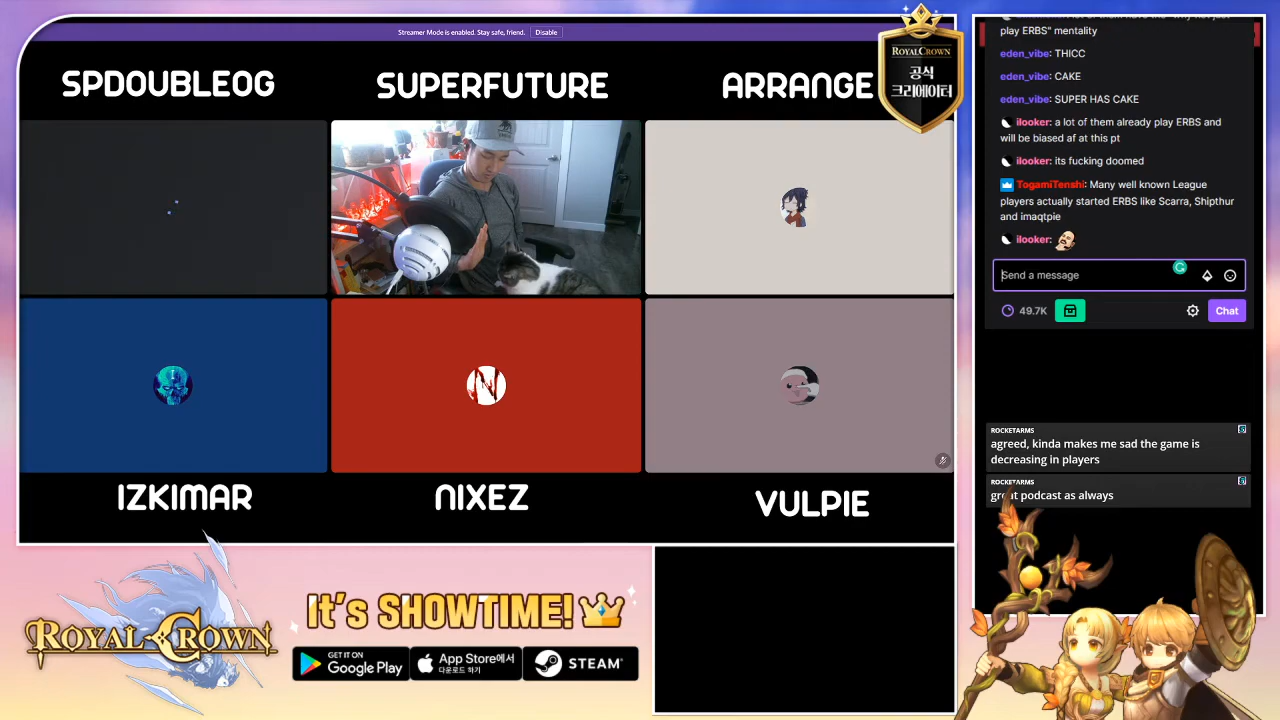 Streamer Mode is enabled. Stay safe, friend. Disable
SPDOUBLEOG
SUPERFUTURE
ARRANGE
ROYALCROWN
공식
크리에이터
IZKIMAR
NIXEZ
VULPIE
ROYAL CROWN
It's SHOWTIME!
GET IT ON
Google Play
App Store에서
다운로드 하기
STEAM
play ERBS" mentality
eden_vibe: THICC
eden_vibe: CAKE
eden_vibe: SUPER HAS CAKE
ilooker: a lot of them already play ERBS and
will be biased af at this pt
ilooker: its fucking doomed
TogamiTenshi: Many well known League
players actually started ERBS like Scarra, Shipthur
and imaqtpie
ilooker:
Send a message
49.7K
Chat
ROCKETARMS
agreed, kinda makes me sad the game is
decreasing in players
ROCKETARMS
great podcast as always